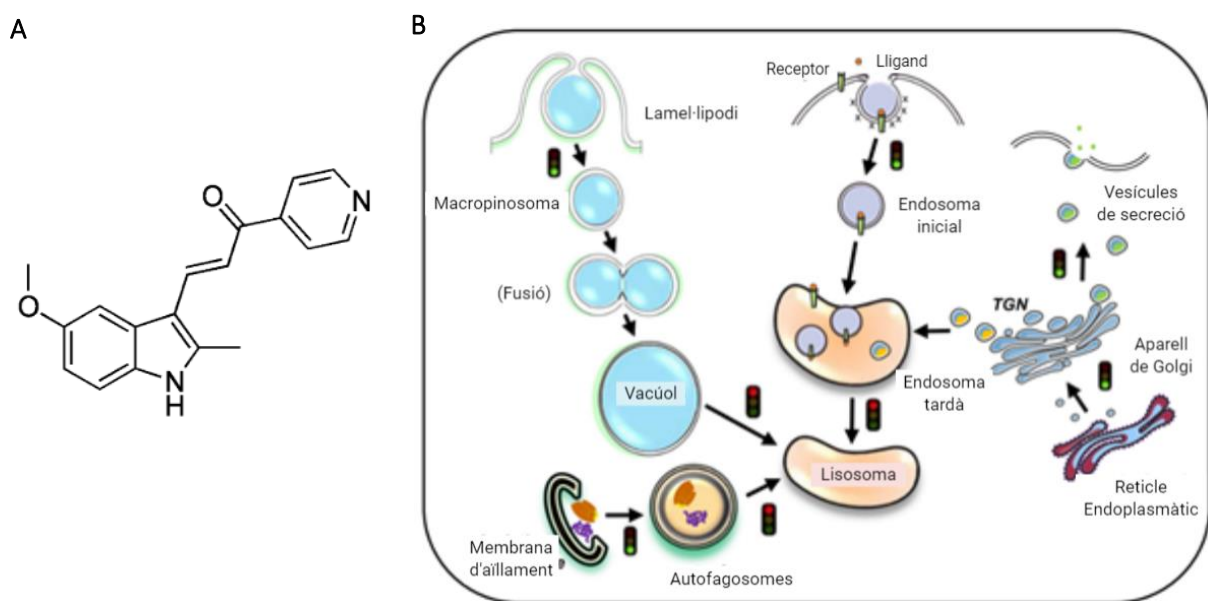 A
O
N
O
N
H
B
Receptor
Lligand
Lamel·lipodi
Macropinosoma
Endosoma
inicial
Vesícules
de secreció
(Fusió)
TGN
Aparell
de Golgi
Endosoma
tardà
Vacúol
Lisosoma
Reticle
Endoplasmàtic
Membrana
d'aïllament
Autofagosomes